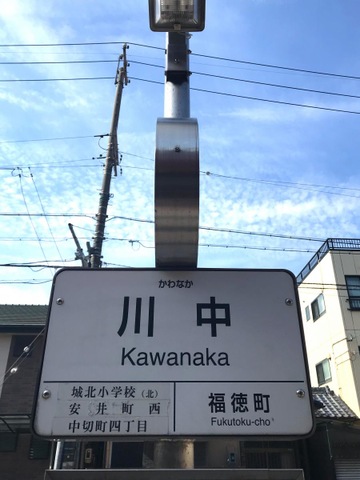 かわなか
川中
Kawanaka
城北小学校(北)
安井町西
中切町四丁目
福徳町
Fukutoku-cho